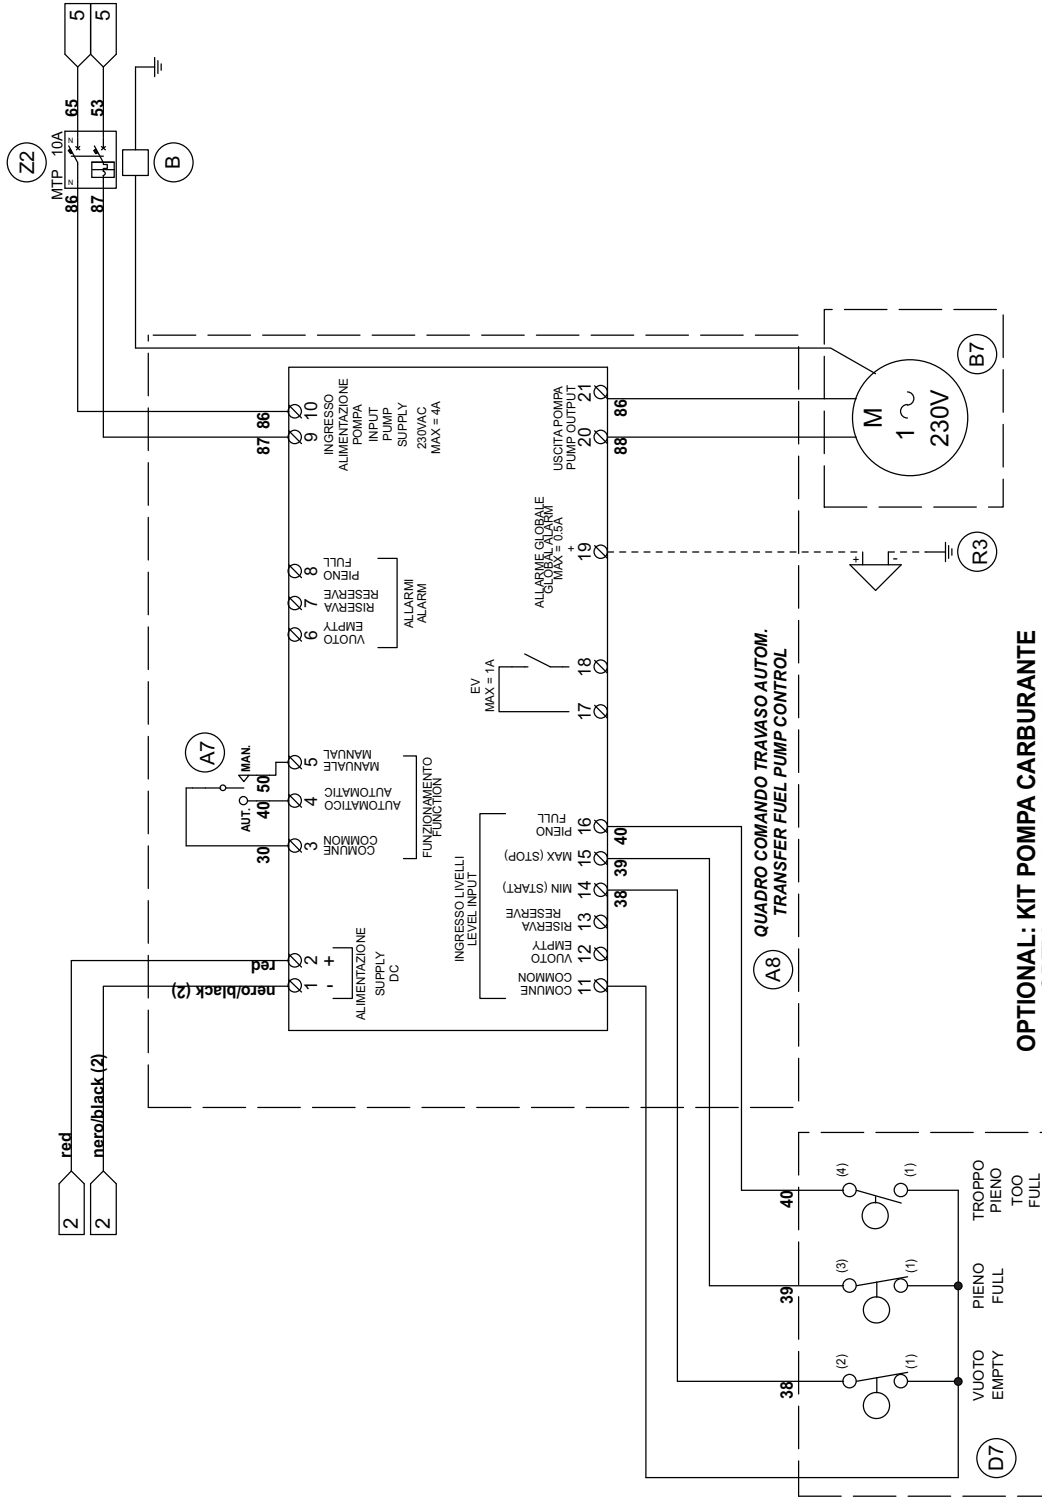 Z2
MTP 10A
N
N
65
53
5
5
86
87
B
red
nero/black (2)
2
2
red
nero/black (2)
1
2
-
+
ALIMENTAZIONE
SUPPLY
DC
A7
AUT.
MAN.
30
40
50
3
4
5
COMUNE
COMMON
AUTOMATICO
AUTOMATIC
MANUALE
MANUAL
FUNZIONAMENTO
FUNCTION
6
7
8
VUOTO
EMPTY
RISERVA
RESERVE
PIENO
FULL
ALLARMI
ALARM
87
86
9
10
INGRESSO
ALIMENTAZIONE
POMPA
INPUT
PUMP
SUPPLY
230VAC
MAX = 4A
INGRESSO LIVELLI
LEVEL INPUT
COMUNE
COMMON
VUOTO
EMPTY
RISERVA
RESERVE
MIN (START)
MAX (STOP)
PIENO
FULL
11
12
13
14
15
16
38
39
40
EV
MAX = 1A
17
18
ALLARME GLOBALE
GLOBAL ALARM
MAX = 0.5A
+
19
USCITA POMPA
PUMP OUTPUT
20
21
88
86
A8
QUADRO COMANDO TRAVASO AUTOM.
TRANSFER FUEL PUMP CONTROL
+
-
R3
M
1
230V
B7
38
39
40
(2)
(3)
(4)
(1)
(1)
(1)
D7
VUOTO
EMPTY
PIENO
FULL
TROPPO
PIENO
TOO
FULL
OPTIONAL: KIT POMPA CARBURANTE